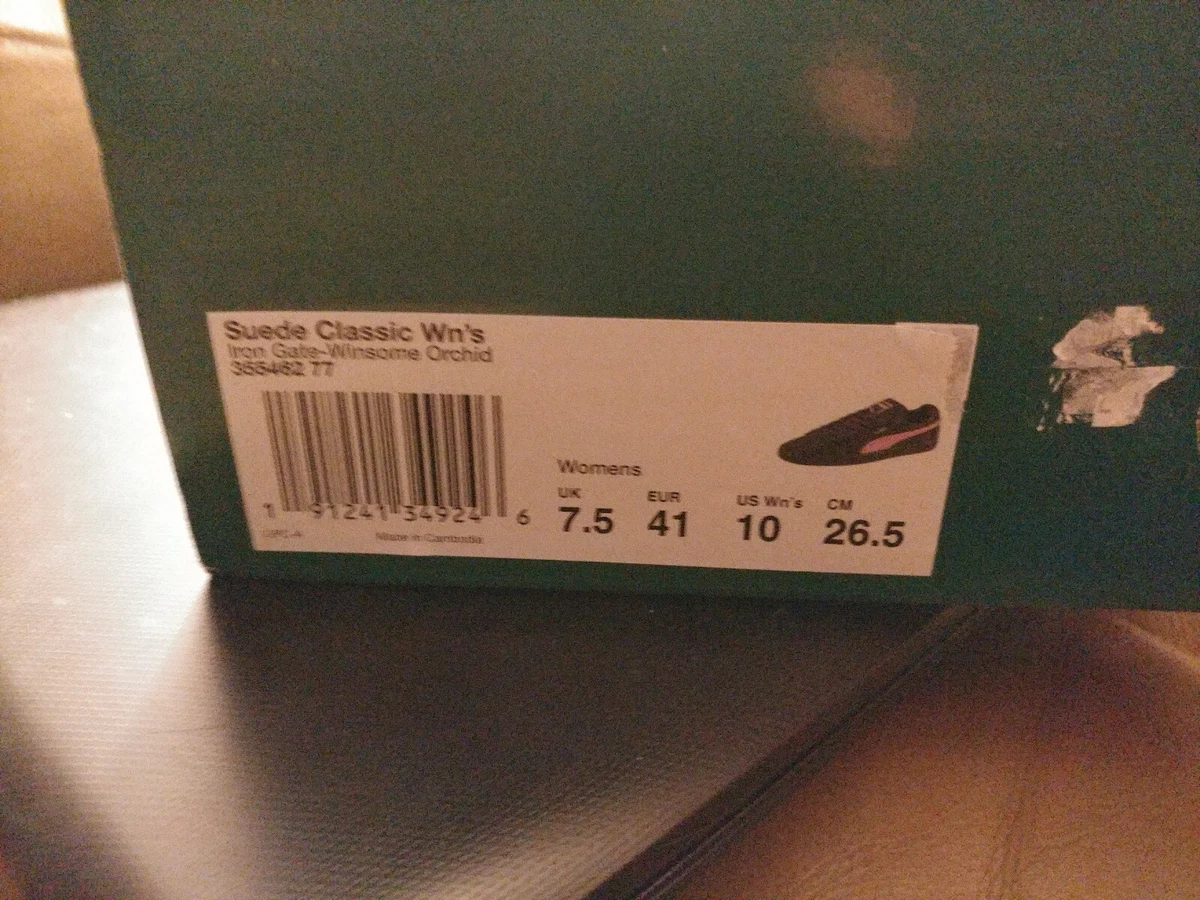 Suede Classic Wn's
Iron Gate-Winsome Orchid
355462 77
1 91241 34924 6
Made in Cambodia
Womens
UK EUR US Wn's CM
7.5 41 10 26.5